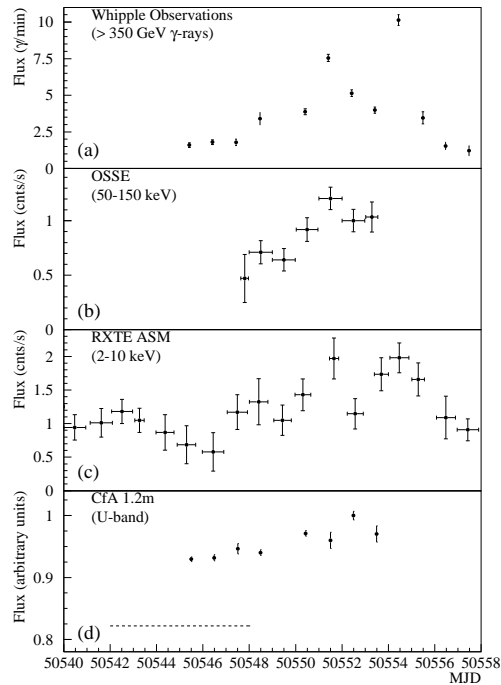 Whipple Observations
(> 350 GeV γ-rays)
Flux (γ/min)
10
7.5
5
2.5
0
(a)
OSSE
(50-150 keV)
Flux (cnts/s)
1
0.5
0
(b)
RXTE ASM
(2-10 keV)
Flux (cnts/s)
2
1.5
1
0.5
0
(c)
CfA 1.2m
(U-band)
Flux (arbitrary units)
1
0.9
0.8
(d)
50540 50542 50544 50546 50548 50550 50552 50554 50556 50558
MJD